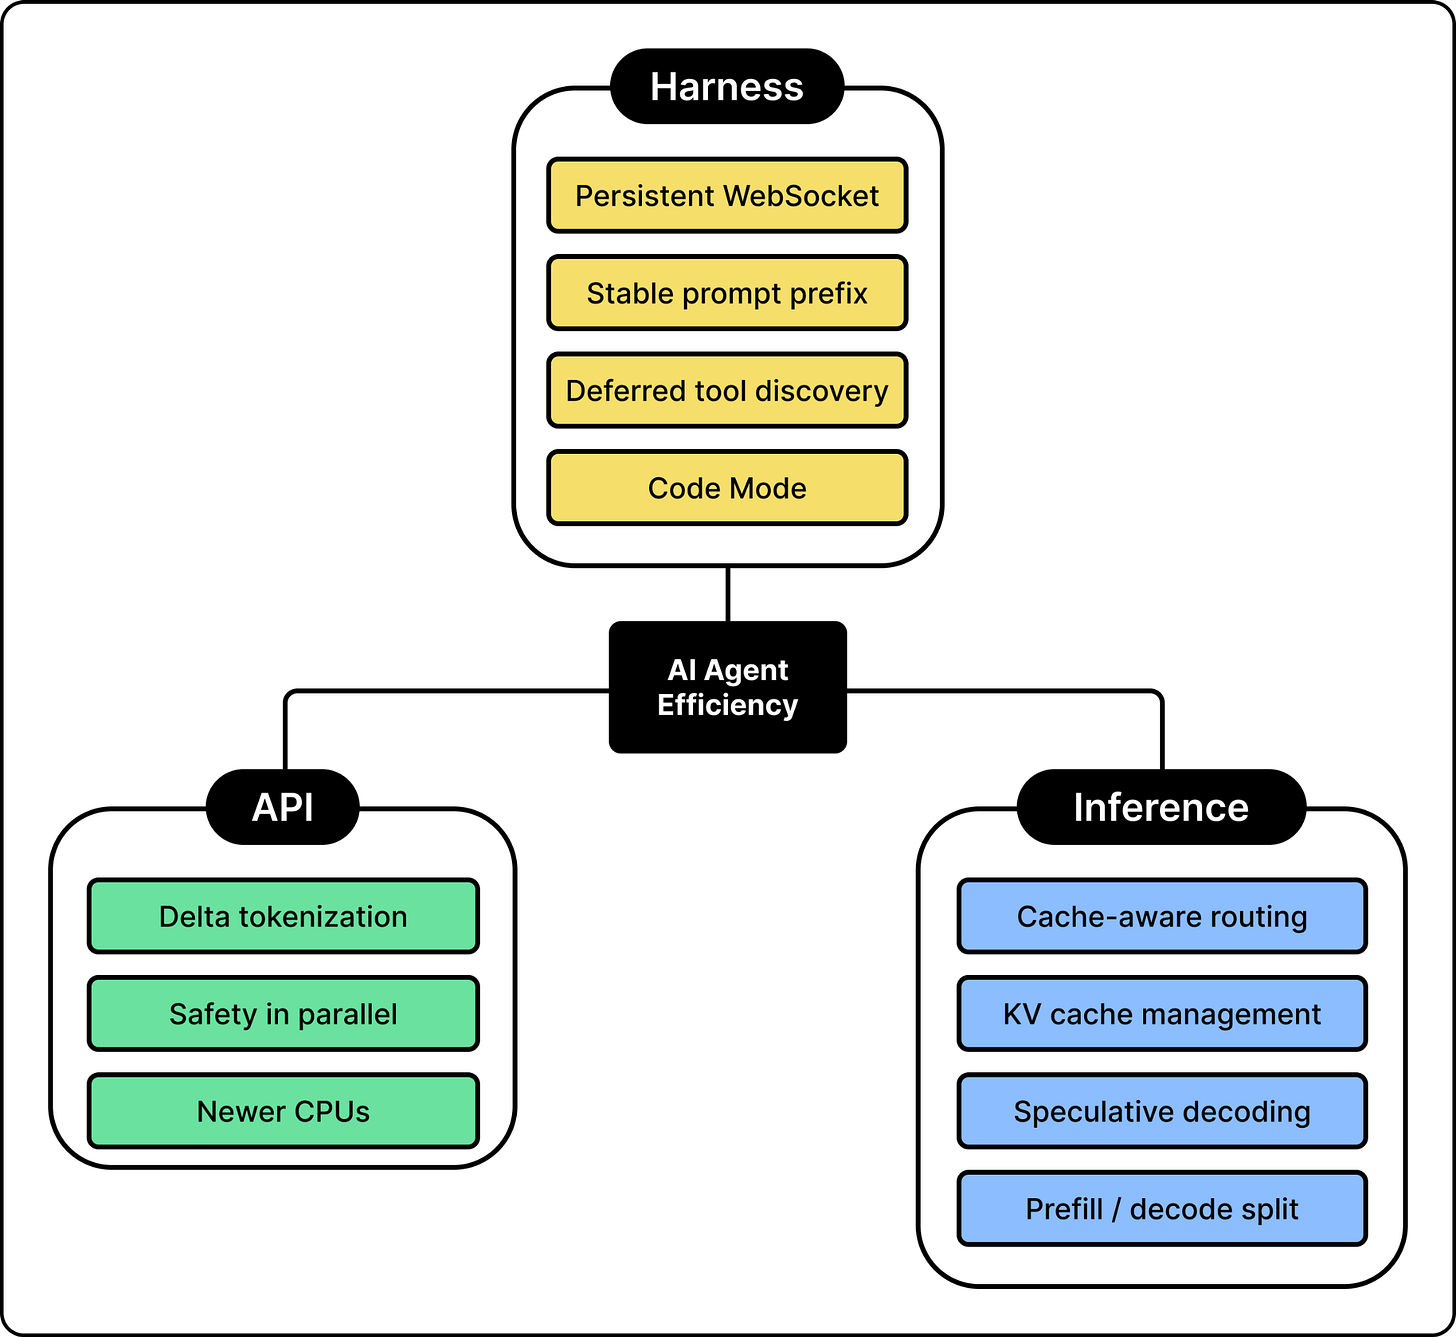 Harness
Persistent WebSocket
Stable prompt prefix
Deferred tool discovery
Code Mode
AI Agent
Efficiency
API
Delta tokenization
Safety in parallel
Newer CPUs
Inference
Cache-aware routing
KV cache management
Speculative decoding
Prefill / decode split